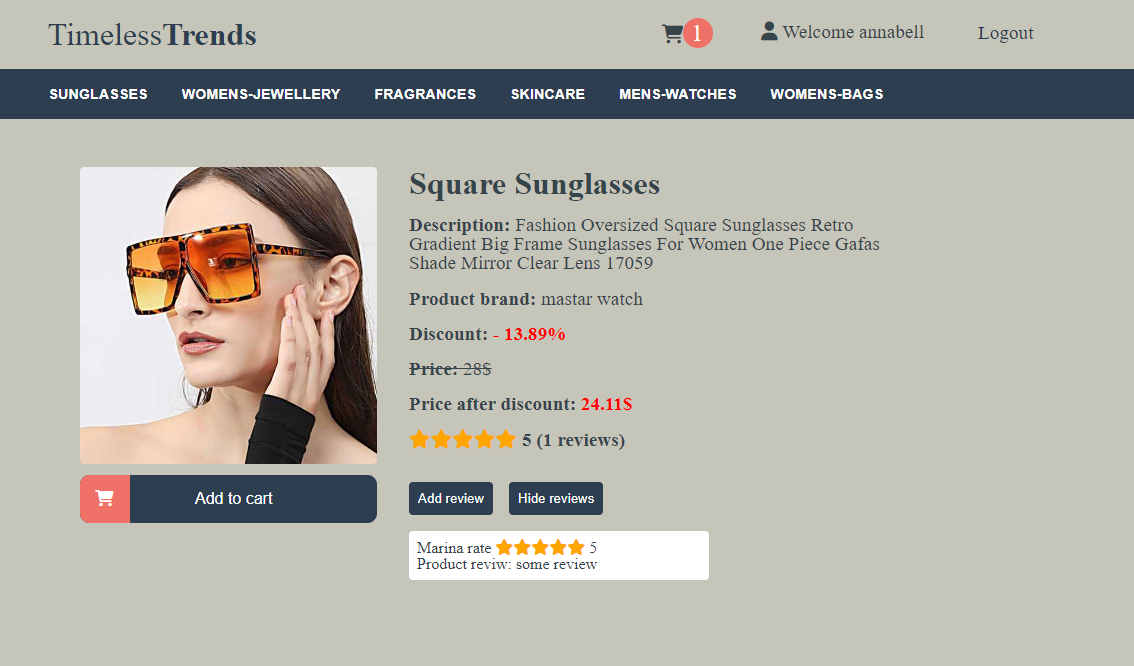 TimelessTrends
1
Welcome annabell
Logout
SUNGLASSES WOMENS-JEWELLERY FRAGRANCES SKINCARE MENS-WATCHES WOMENS-BAGS
Square Sunglasses
Description: Fashion Oversized Square Sunglasses Retro
Gradient Big Frame Sunglasses For Women One Piece Gafas
Shade Mirror Clear Lens 17059
Product brand: mastar watch
Discount: - 13.89%
Price: 28$
Price after discount: 24.11$
5 (1 reviews)
Add to cart
Add review
Hide reviews
Marina rate 5
Product reviw: some review